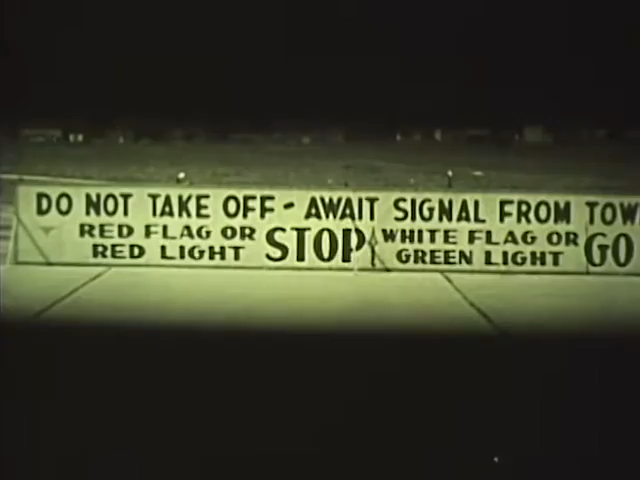 DO NOT TAKE OFF - AWAIT SIGNAL FROM TOW
RED FLAG OR RED LIGHT STOP WHITE FLAG OR GREEN LIGHT GO